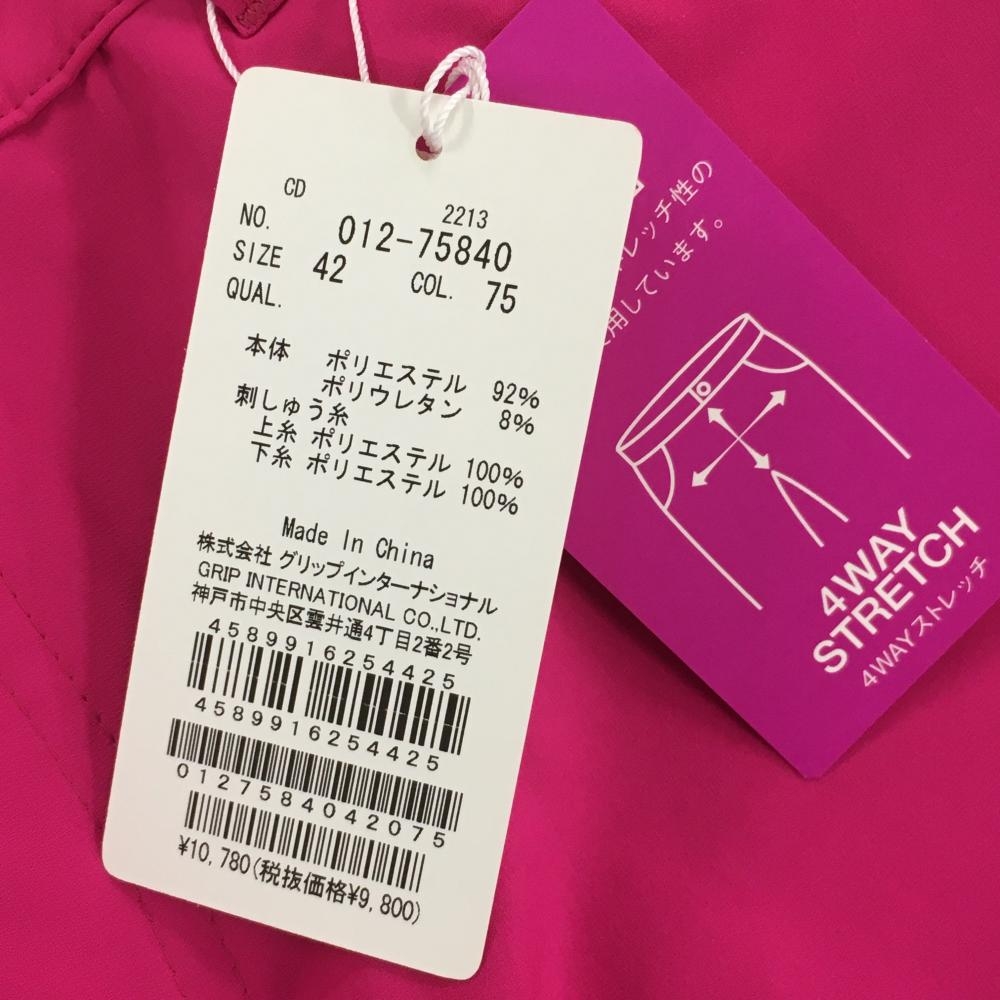 CD
2213
NO. 012-75840
SIZE 42 COL. 75
QUAL.
本体 ポリエステル 92%
ポリウレタン 8%
刺しゅう糸
上糸 ポリエステル 100%
下糸 ポリエステル 100%
Made In China
株式会社 グリップインターナショナル
GRIP INTERNATIONAL CO.,LTD.
神戸市中央区雲井通4丁目2番2号
4589916254425
4589916254425
0127584042075
¥10,780(税抜価格¥9,800)
トレッチ性の
用しています。
4WAY
STRETCH
4WAYストレッチ